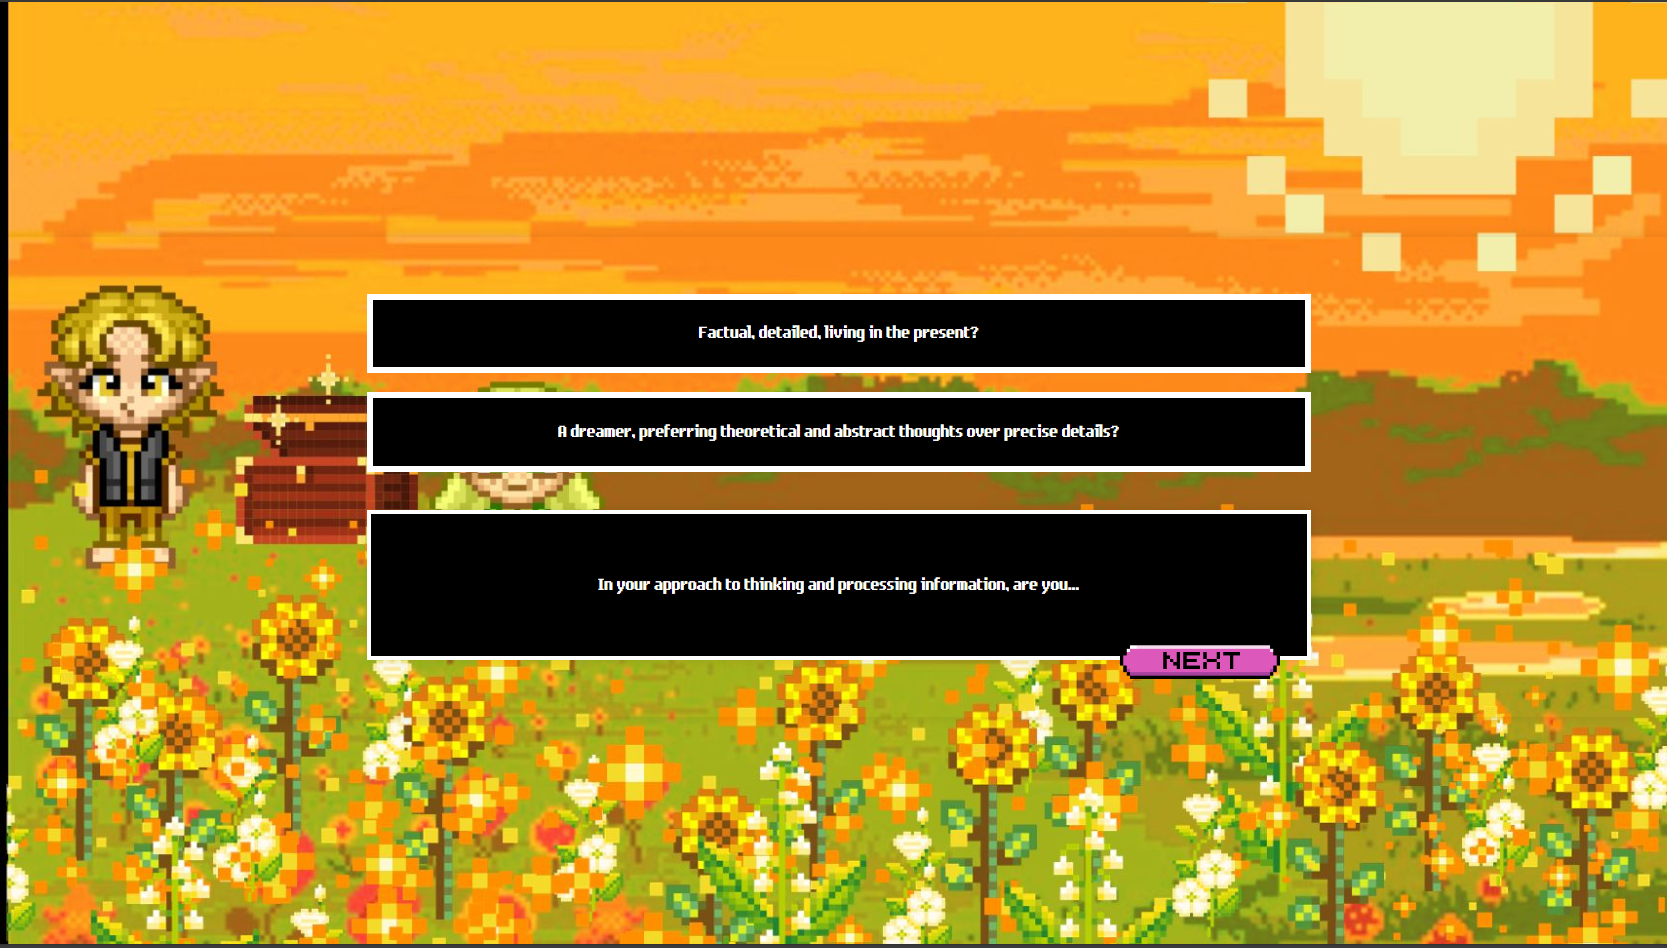 Factual, detailed, living in the present?
A dreamer, preferring theoretical and abstract thoughts over precise details?
In your approach to thinking and processing information, are you...
NEXT